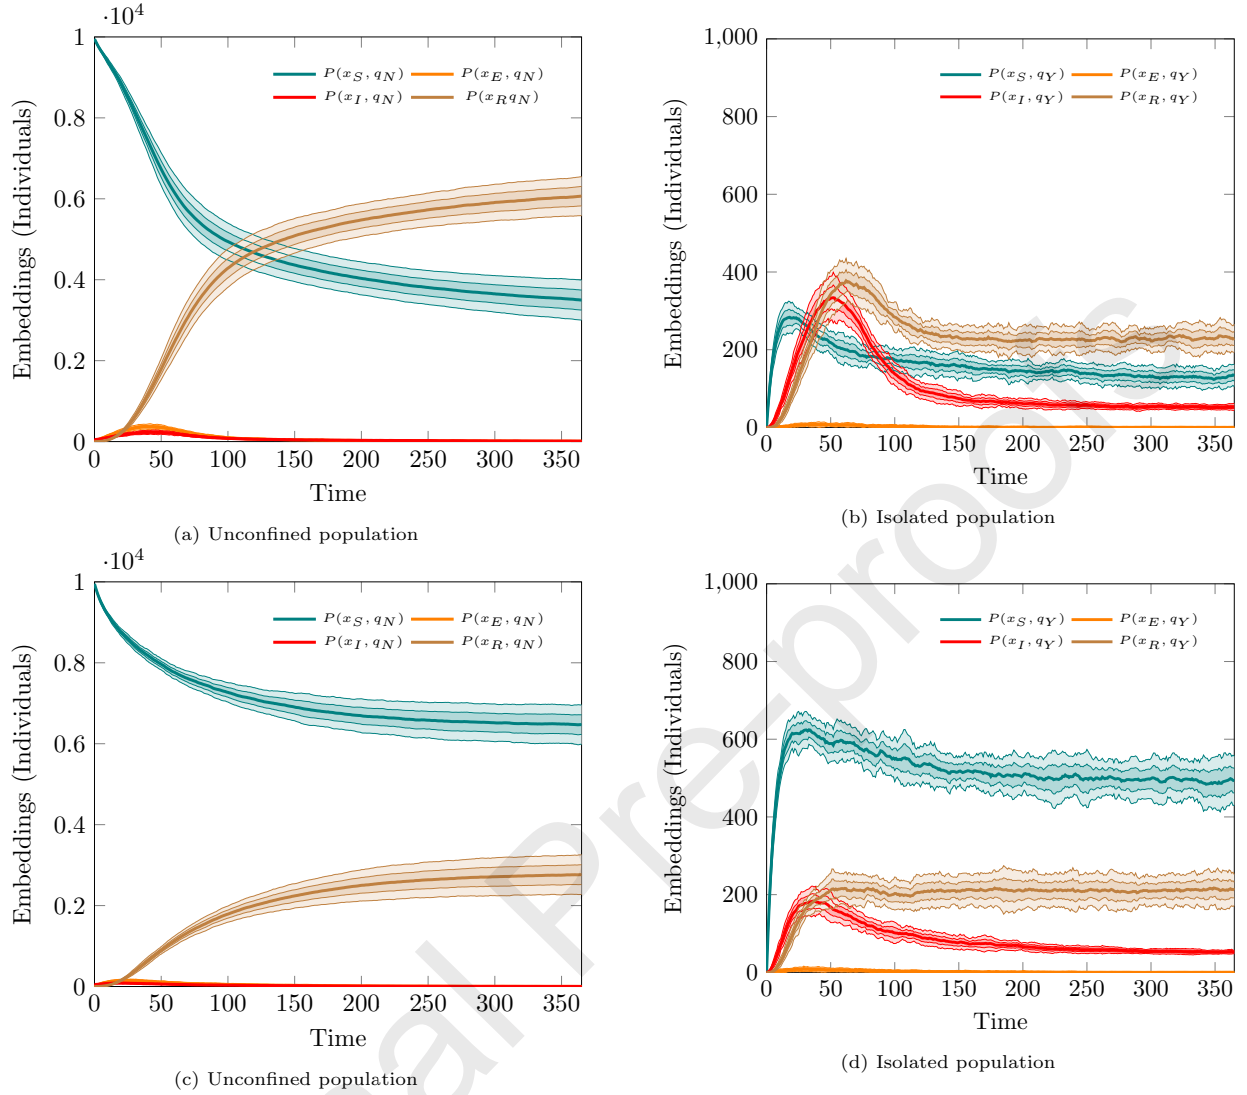 ·10⁴
1
0.8
0.6
0.4
0.2
0
0 50 100 150 200 250 300 350
Embeddings (Individuals)
Time
P(x_S, q_N) P(x_E, q_N)
P(x_I, q_N) P(x_R q_N)
(a) Unconfined population
1,000
800
600
400
200
0
0 50 100 150 200 250 300 350
Embeddings (Individuals)
Time
P(x_S, q_Y) P(x_E, q_Y)
P(x_I, q_Y) P(x_R, q_Y)
(b) Isolated population
·10⁴
1
0.8
0.6
0.4
0.2
0
0 50 100 150 200 250 300 350
Embeddings (Individuals)
Time
P(x_S, q_N) P(x_E, q_N)
P(x_I, q_N) P(x_R, q_N)
(c) Unconfined population
1,000
800
600
400
200
0
0 50 100 150 200 250 300 350
Embeddings (Individuals)
Time
P(x_S, q_Y) P(x_E, q_Y)
P(x_I, q_Y) P(x_R, q_Y)
(d) Isolated population
nal Pre-proofs